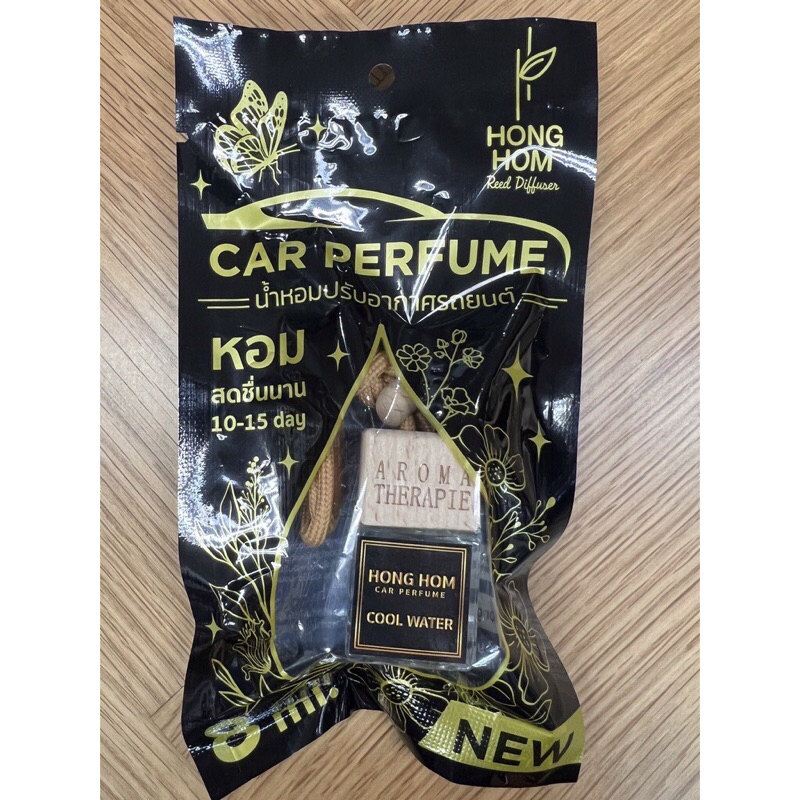 HONG
HOM
Reed Diffuser
CAR PERFUME
น้ำหอมปรับอากาศรถยนต์
หอม
สดชื่นนาน
10-15 day
AROMA
THERAPIE
HONG HOM
CAR PERFUME
COOL WATER
8 ml.
NEW